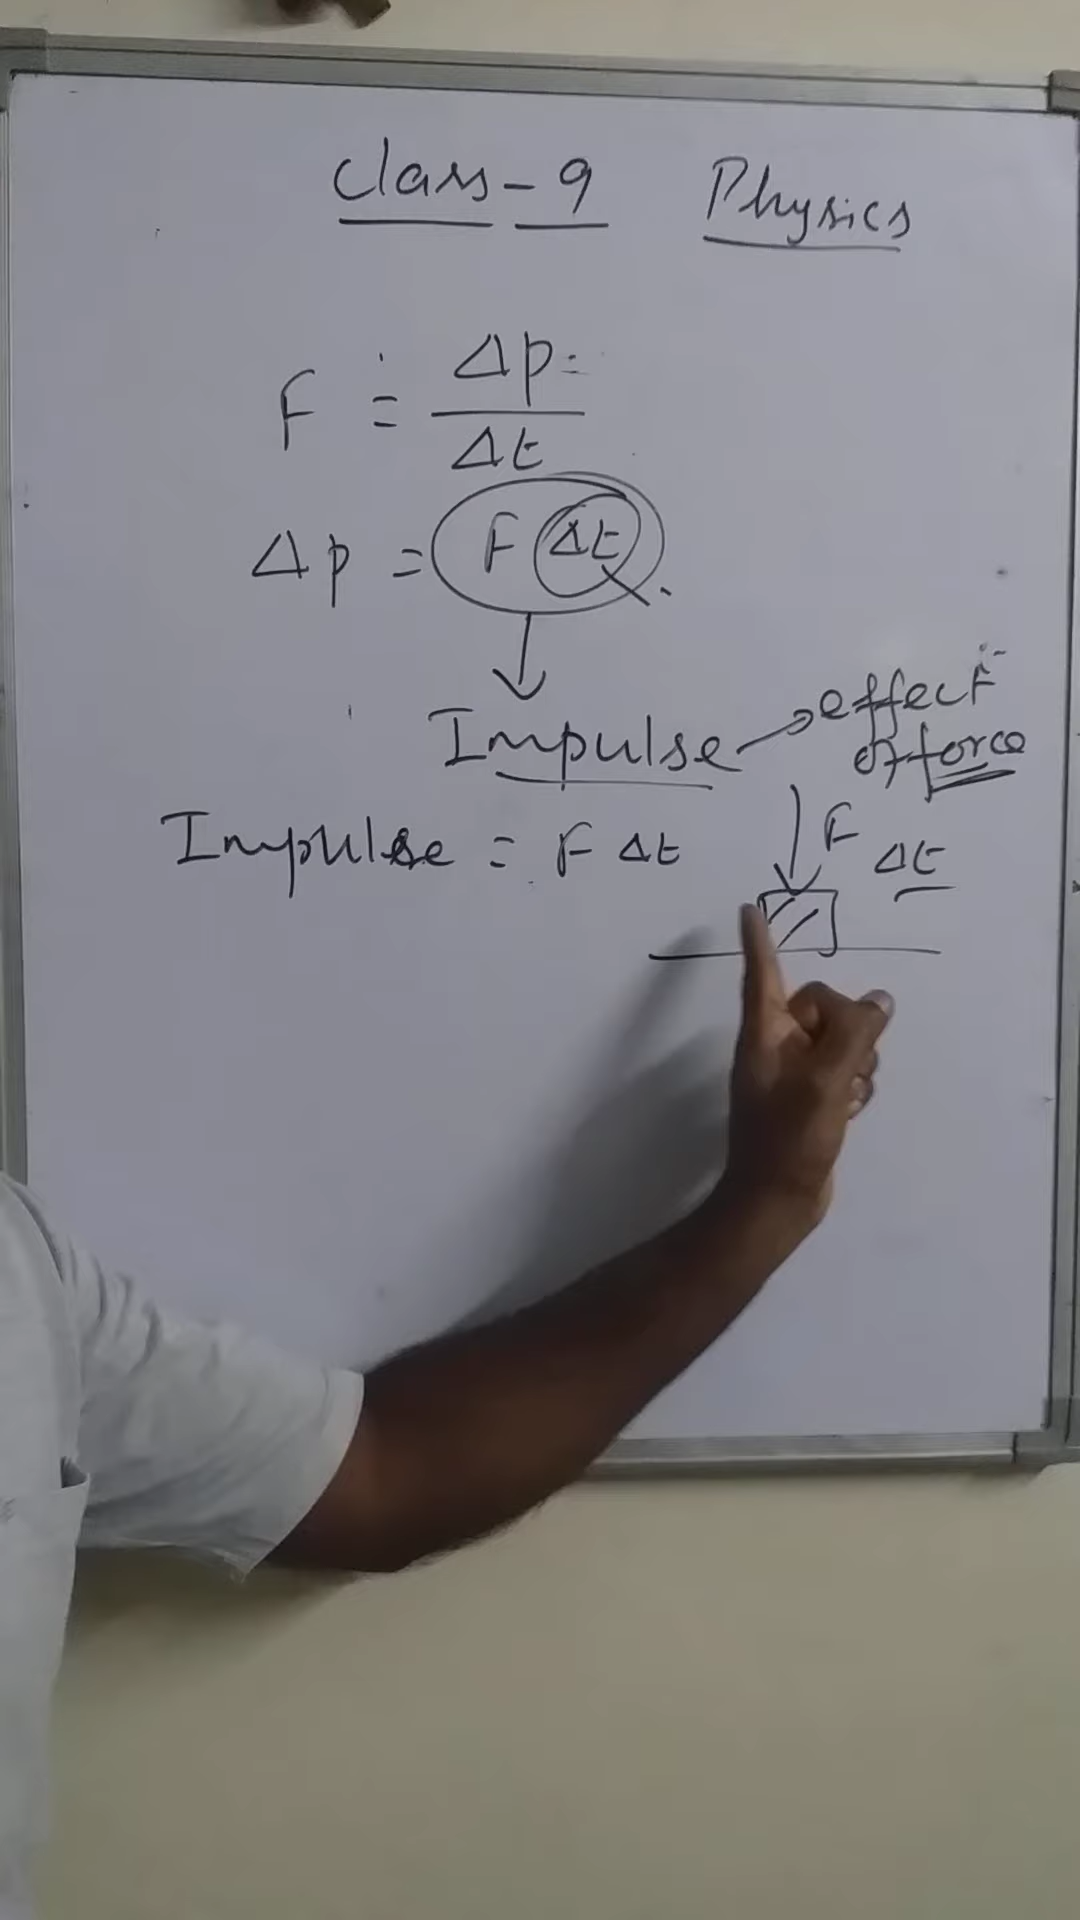 Class - 9 Physics
F = Δp
Δt
Δp = F Δt
Impulse → effect
of force
Impulse = F Δt
F
Δt